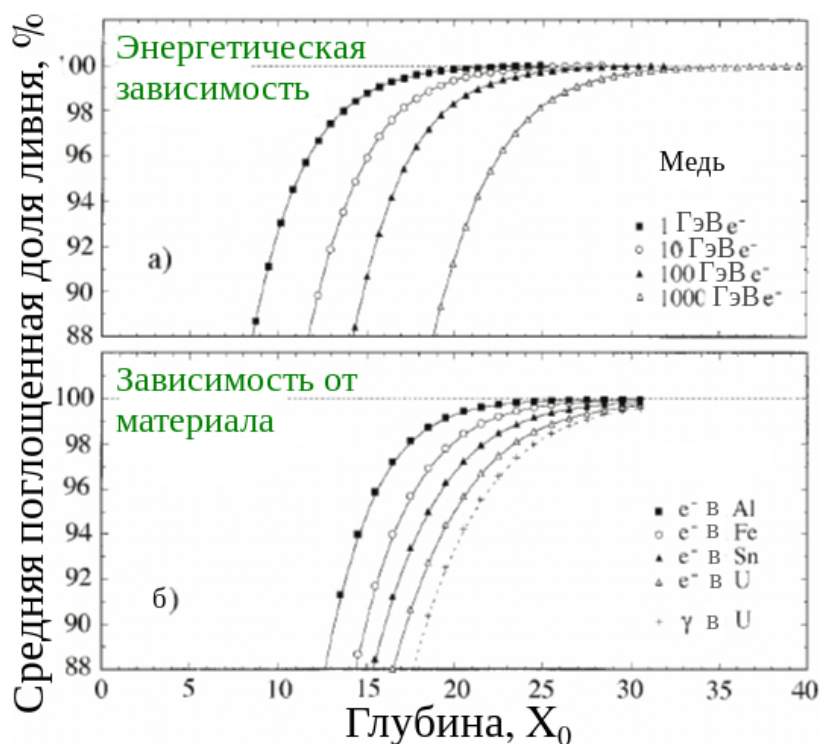 Средняя поглощенная доля ливня, %
Энергетическая
зависимость
100
98
96
94
92
90
88
а)
Медь
1 ГэВ e⁻
10 ГэВ e⁻
100 ГэВ e⁻
1000 ГэВ e⁻
Зависимость от
материала
100
98
96
94
92
90
88
б)
e⁻ в Al
e⁻ в Fe
e⁻ в Sn
e⁻ в U
γ в U
0 5 10 15 20 25 30 35 40
Глубина, X₀